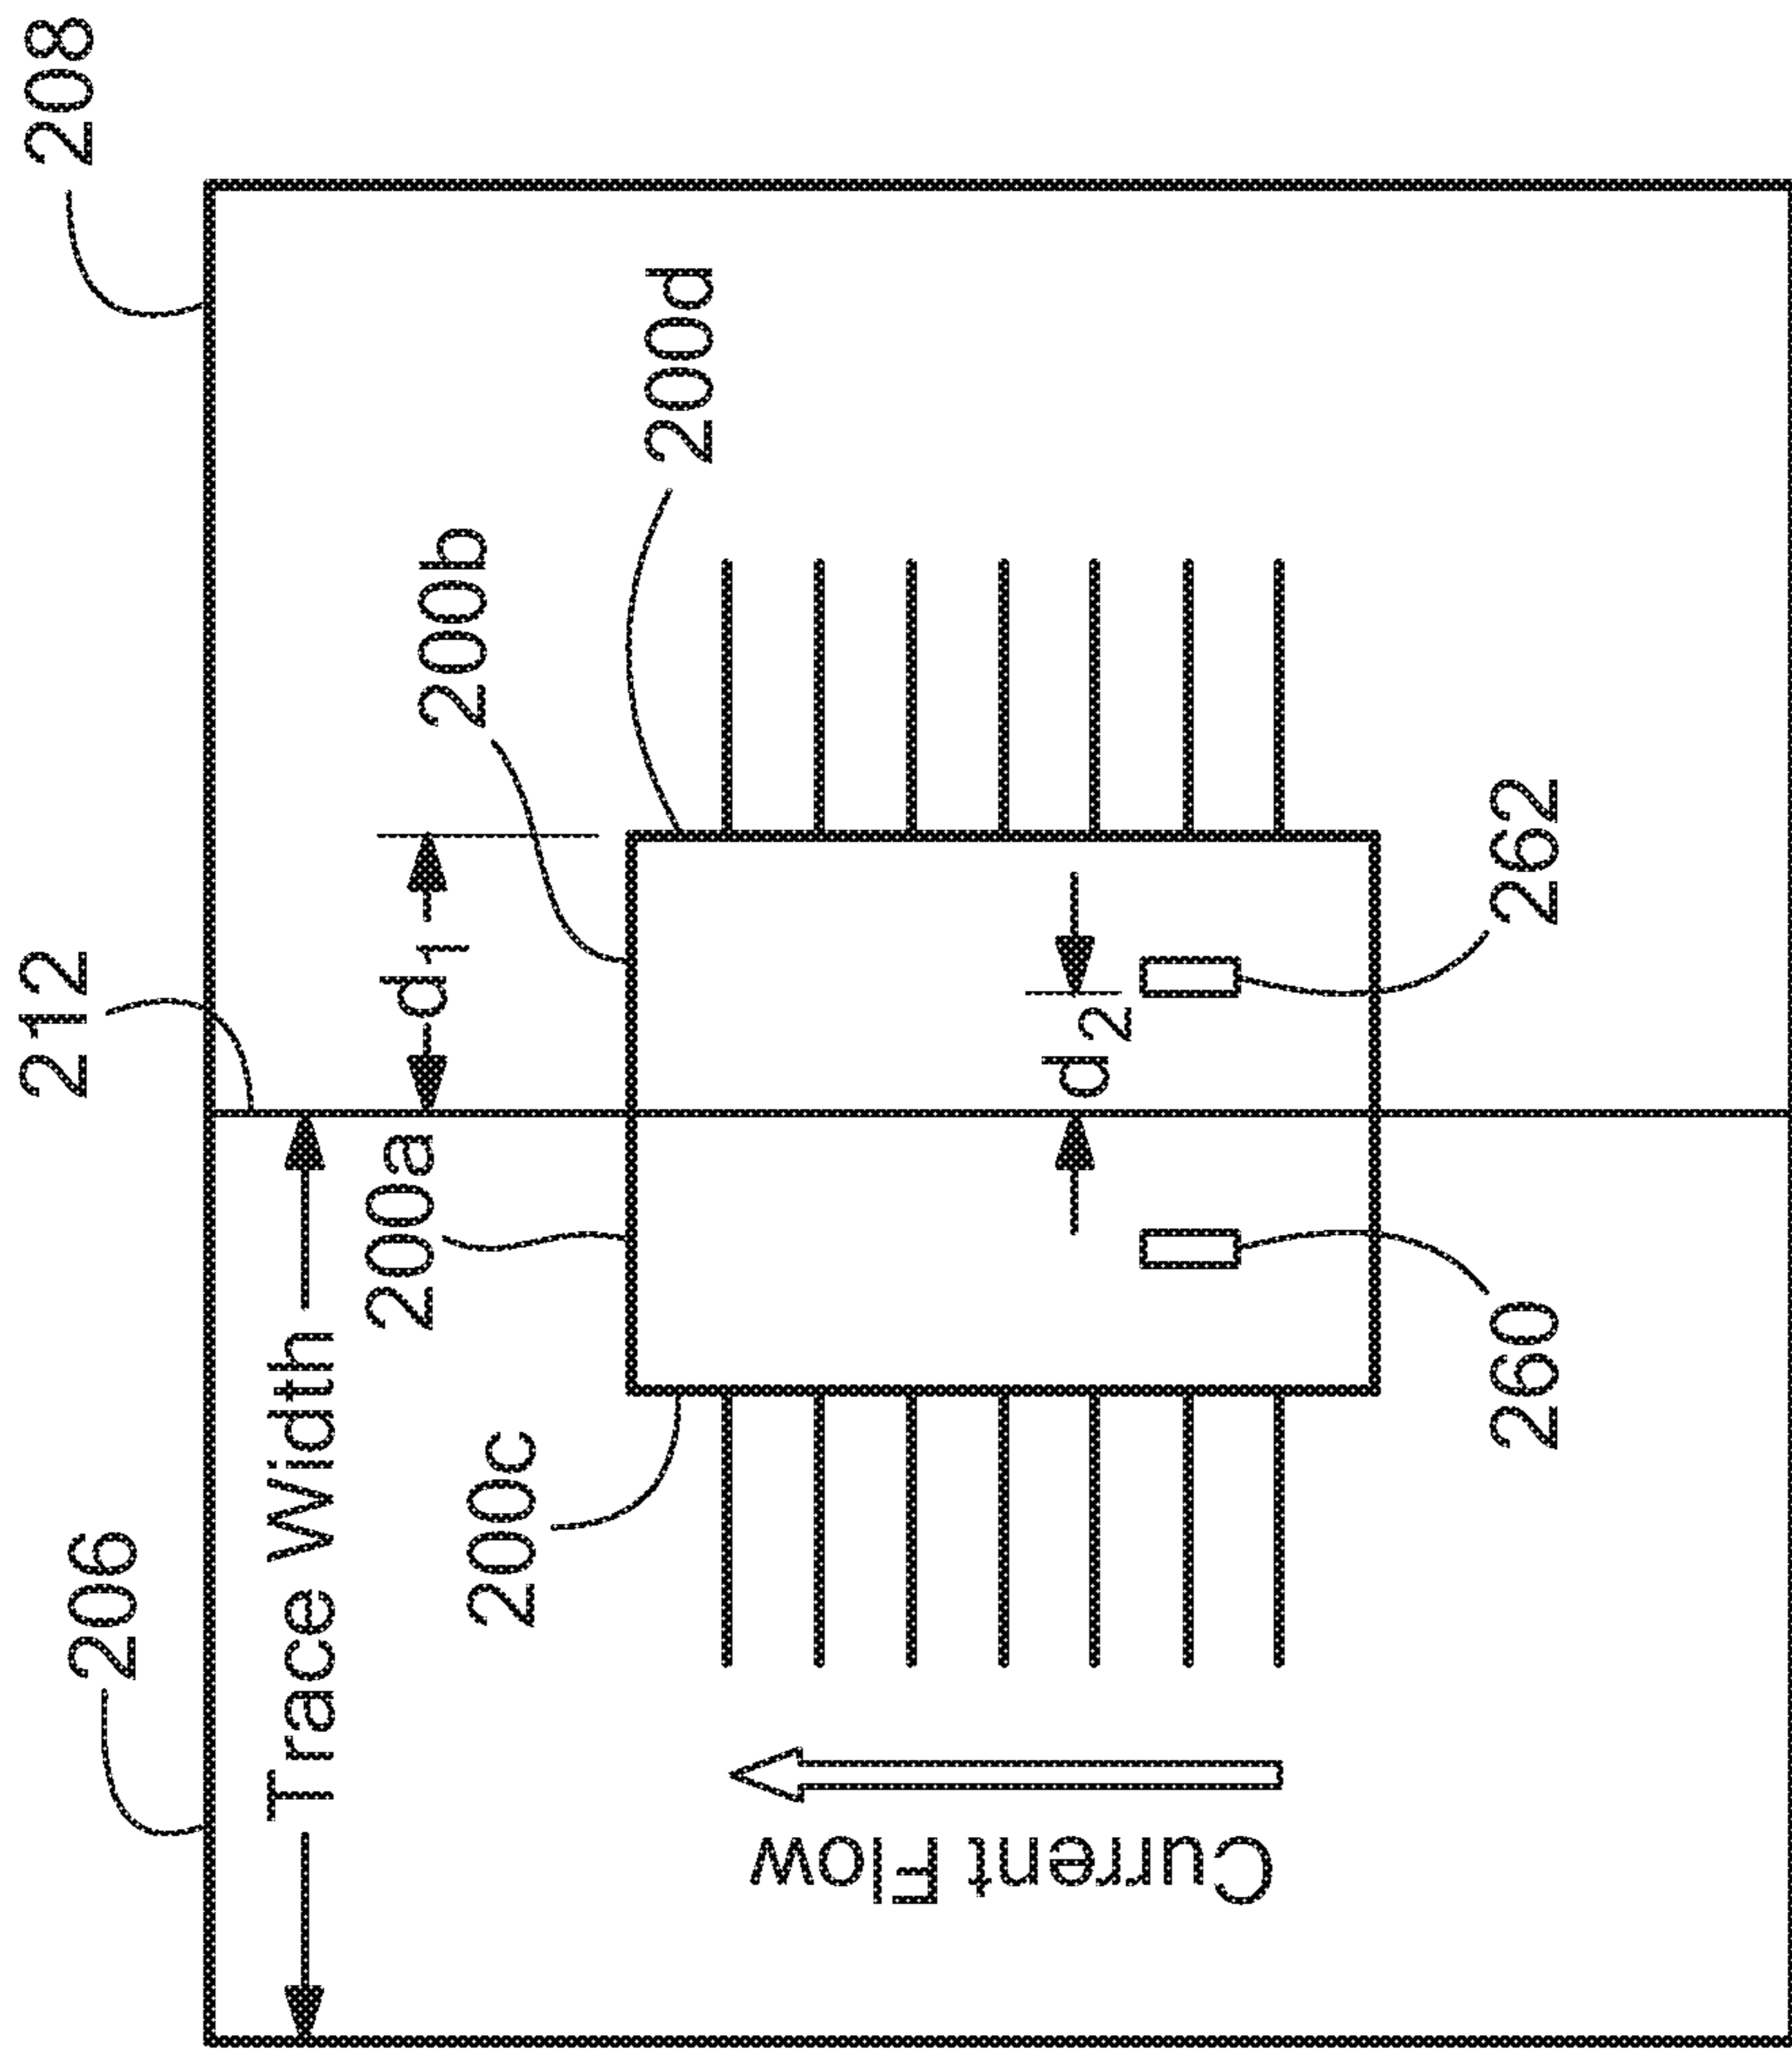 208
212
206
Trace Width
d1
200a
200b
200c
200d
d2
262
260
Current Flow